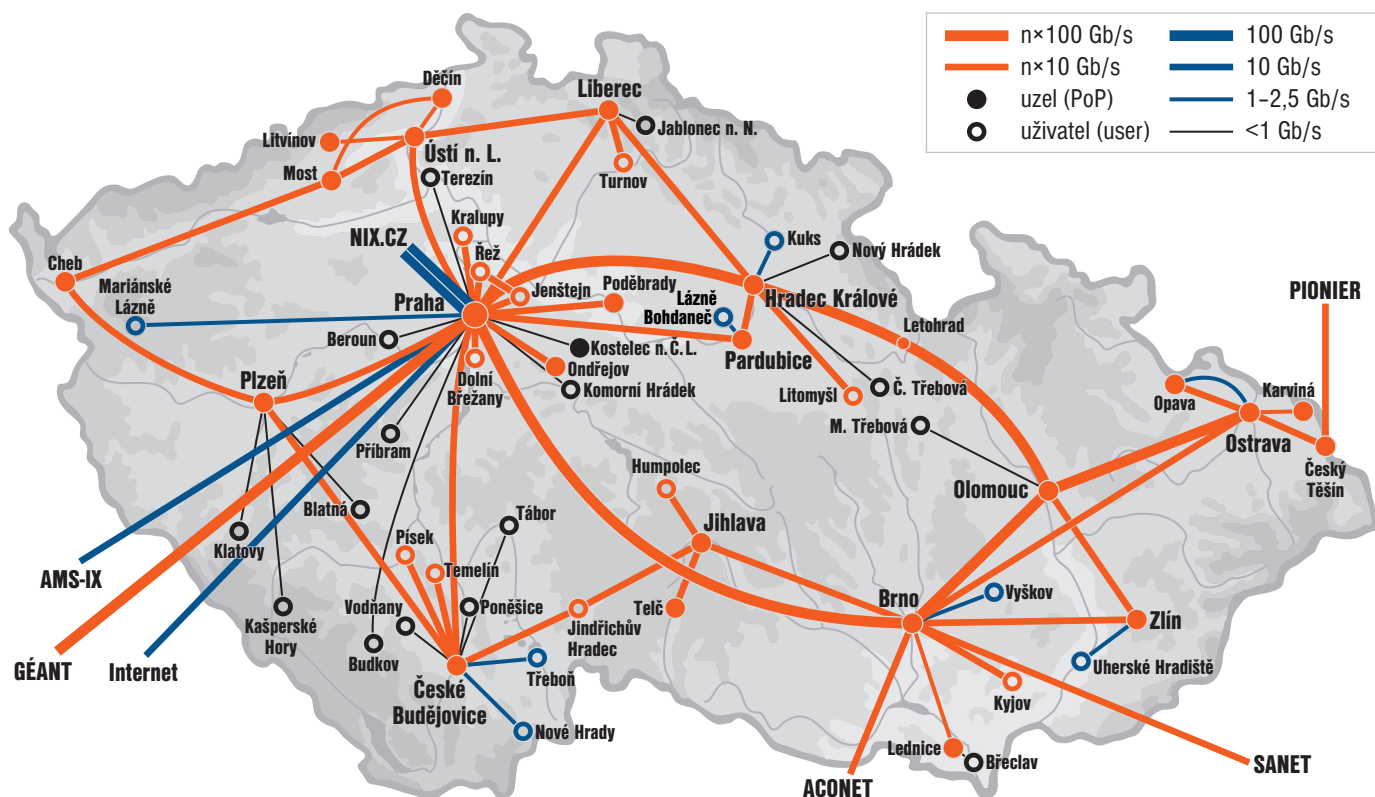 n×100 Gb/s
100 Gb/s
n×10 Gb/s
10 Gb/s
uzel (PoP)
1–2,5 Gb/s
uživatel (user)
<1 Gb/s
Děčín
Liberec
Litvínov
Jablonec n. N.
Ústí n. L.
Most
Terezín
Turnov
Kralupy
NIX.CZ
Řež
Kuks
Nový Hrádek
Cheb
Mariánské
Lázně
Praha
Jenštejn
Poděbrady
Lázně
Bohdaneč
Hradec Králové
PIONIER
Letohrad
Beroun
Kostelec n.Č.L.
Pardubice
Ondřejov
Dolní
Břežany
Komorní Hrádek
Litomyšl
Č. Třebová
Plzeň
Opava
Karviná
M. Třebová
Ostrava
Příbram
Český
Těšín
Humpolec
Olomouc
Blatná
Tábor
Jihlava
Klatovy
Písek
Temelín
AMS-IX
Vyškov
Brno
Vodňany
Poněšice
Telč
Zlín
Kašperské
Hory
Jindřichův
Hradec
Budkov
GÉANT
Internet
Třeboň
Uherské Hradiště
České
Budějovice
Kyjov
Nové Hrady
Lednice
Břeclav
SANET
ACONET